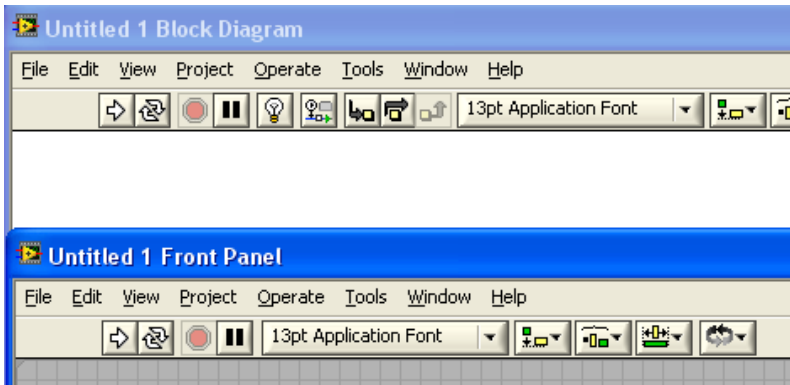 Untitled 1 Block Diagram
File Edit View Project Operate Tools Window Help
13pt Application Font
Untitled 1 Front Panel
File Edit View Project Operate Tools Window Help
13pt Application Font